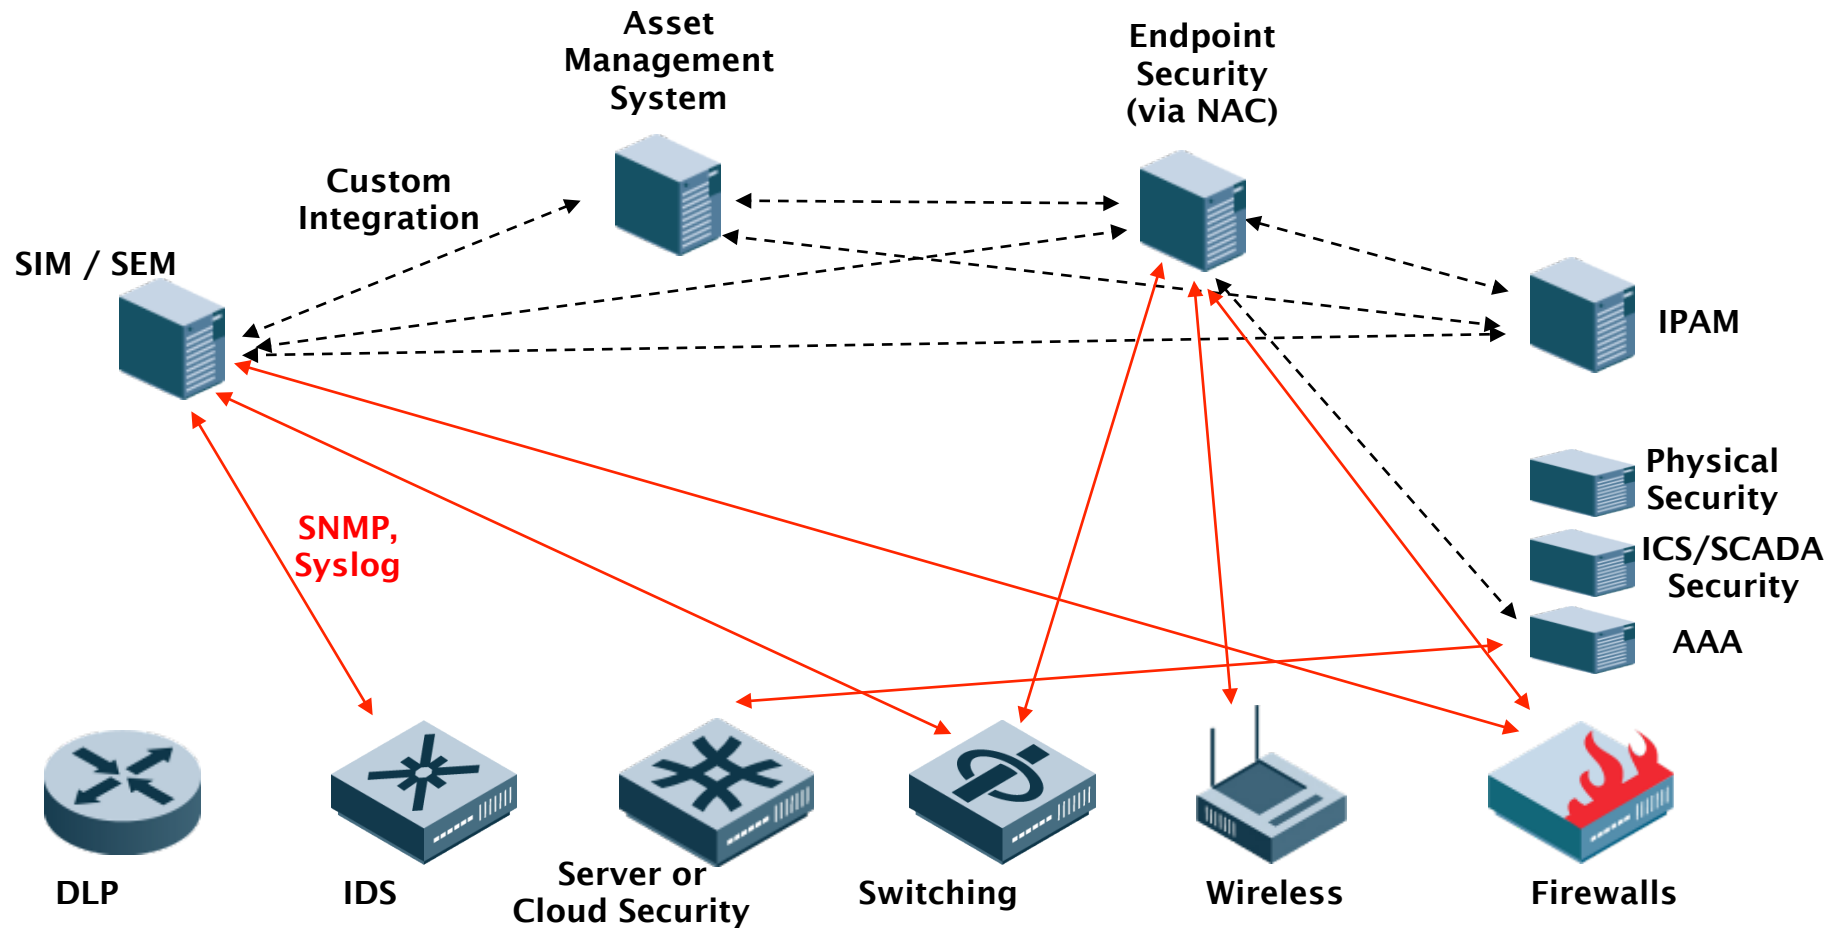 Asset
Management
System
Endpoint
Security
(via NAC)
Custom
Integration
SIM / SEM
IPAM
Physical
Security
SNMP,
Syslog
ICS/SCADA
Security
AAA
DLP
IDS
Server or
Cloud Security
Switching
Wireless
Firewalls